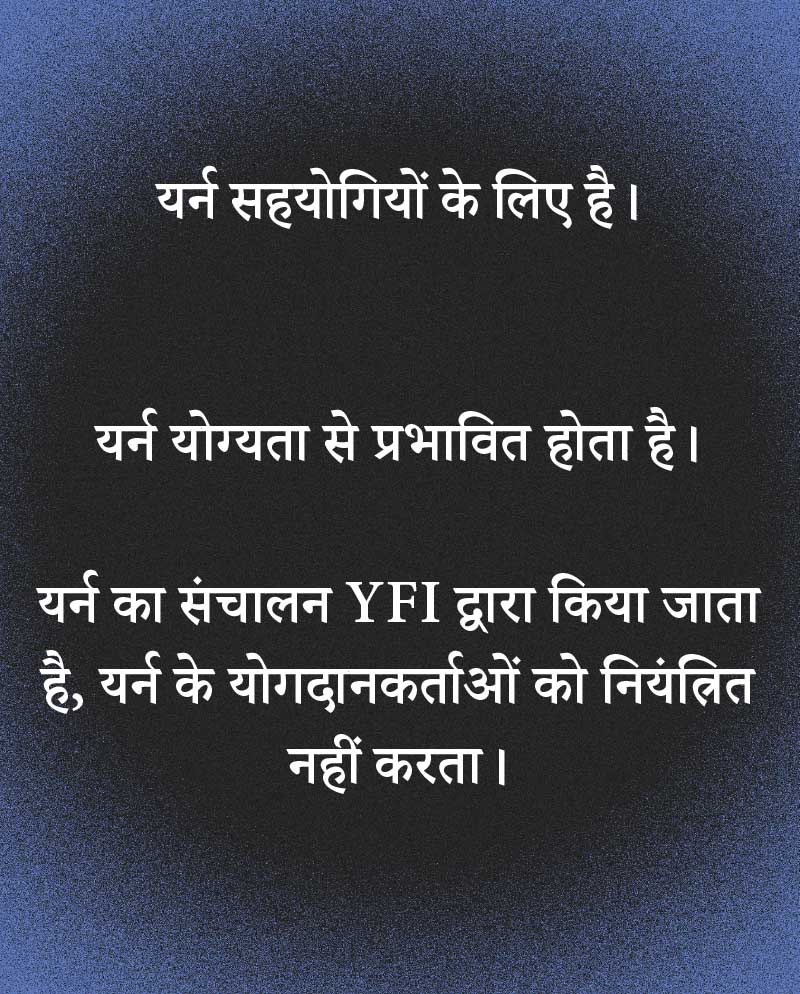 यर्न सहयोगियों के लिए है।
यर्न योग्यता से प्रभावित होता है।
यर्न का संचालन YFI द्वारा किया जाता
है, यर्न के योगदानकर्ताओं को नियंत्रित
नहीं करता।